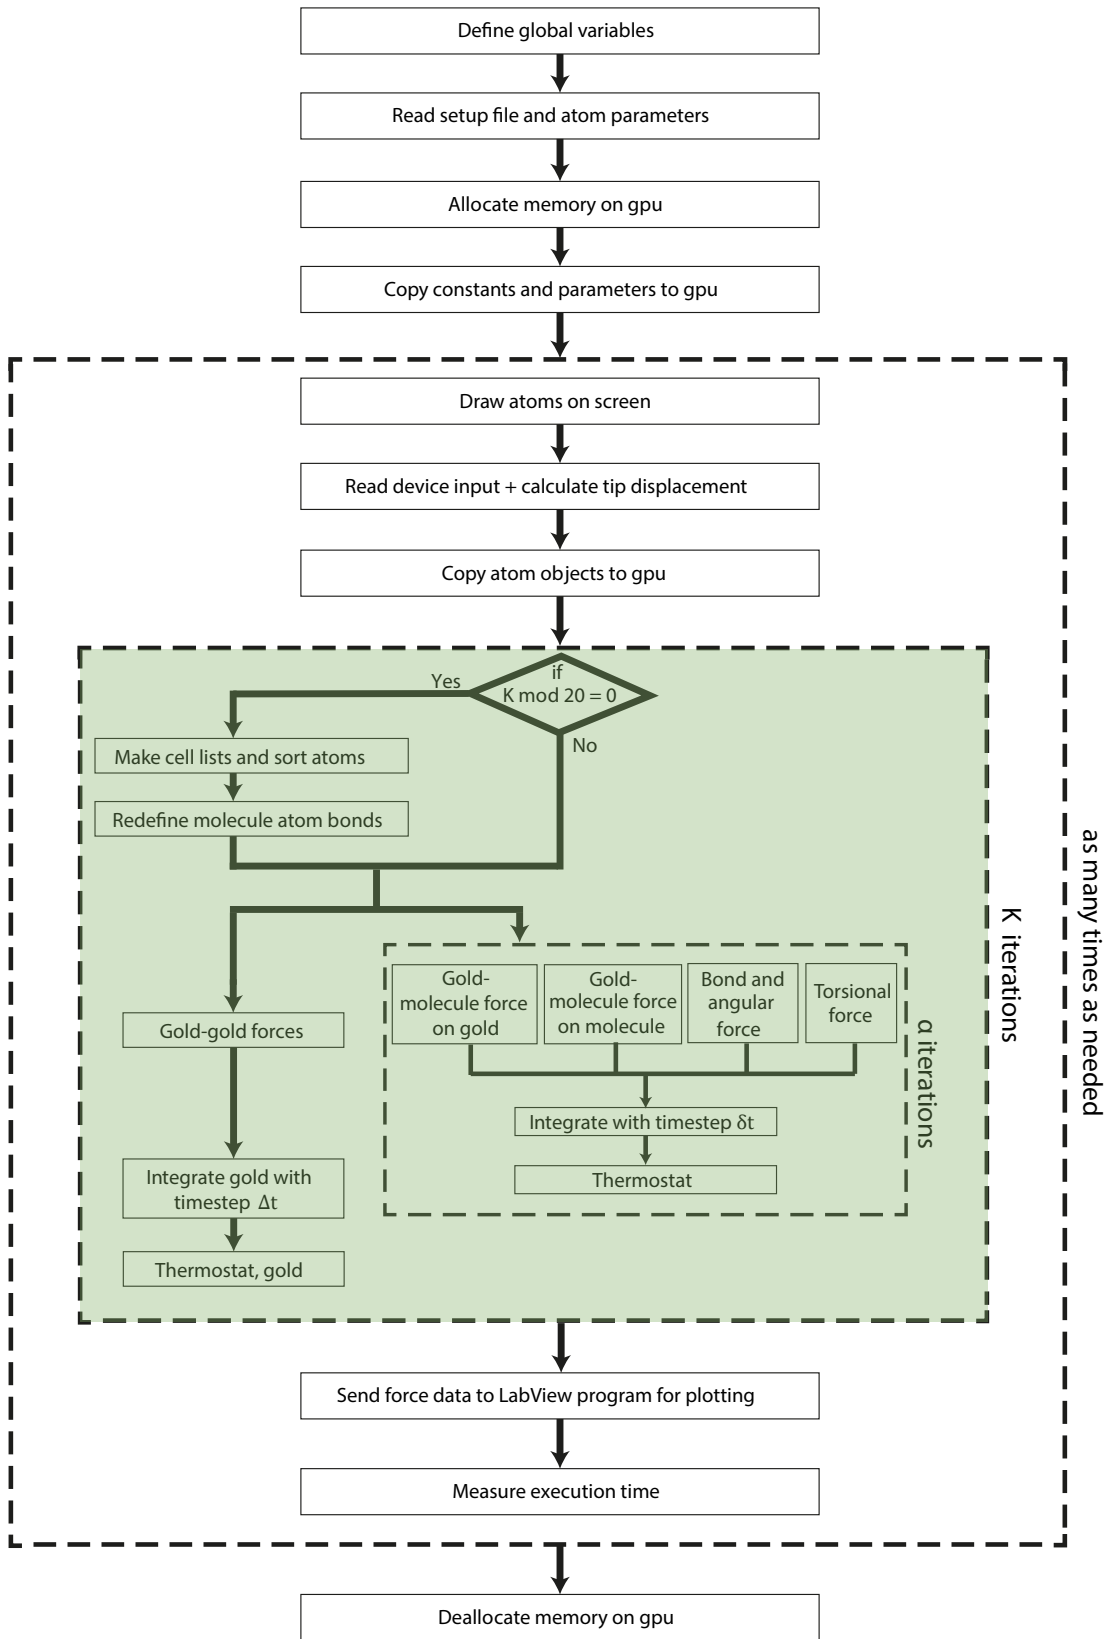 Define global variables
Read setup file and atom parameters
Allocate memory on gpu
Copy constants and parameters to gpu
Draw atoms on screen
Read device input + calculate tip displacement
Copy atom objects to gpu
if
K mod 20 = 0
Yes
No
Make cell lists and sort atoms
Redefine molecule atom bonds
Gold-gold forces
Integrate gold with
timestep Δt
Thermostat, gold
Gold-
molecule force
on gold
Gold-
molecule force
on molecule
Bond and
angular
force
Torsional
force
Integrate with timestep δt
Thermostat
α iterations
K iterations
as many times as needed
Send force data to LabView program for plotting
Measure execution time
Deallocate memory on gpu